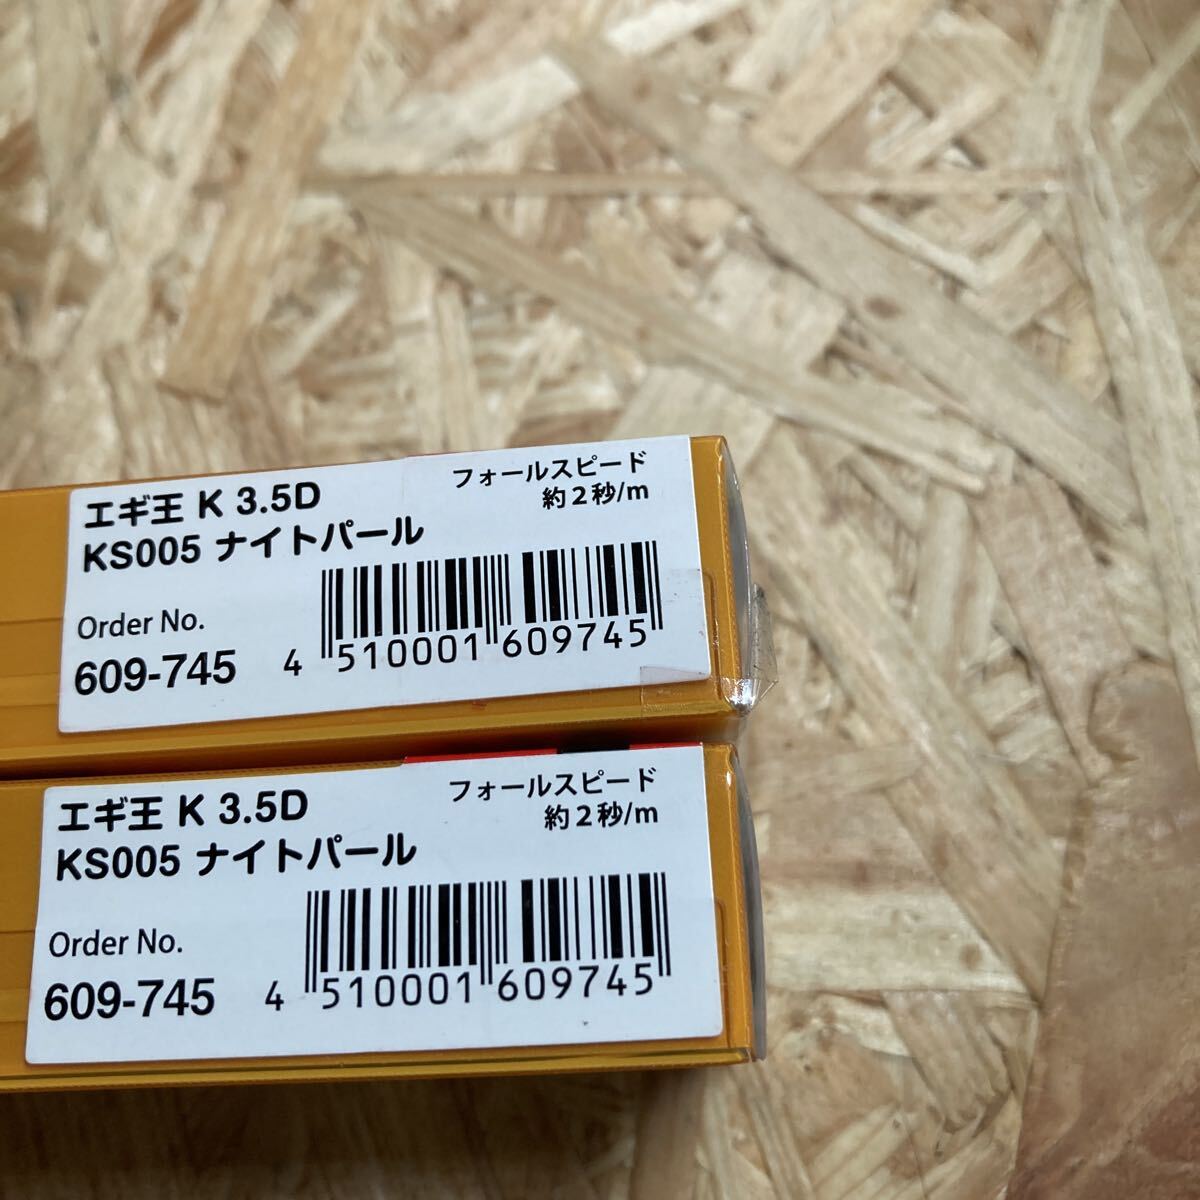 エギ王 K 3.5D
フォールスピード
約2秒/m
KS005 ナイトパール
Order No.
609-745
4 510001 609745
エギ王 K 3.5D
フォールスピード
約2秒/m
KS005 ナイトパール
Order No.
609-745
4 510001 609745